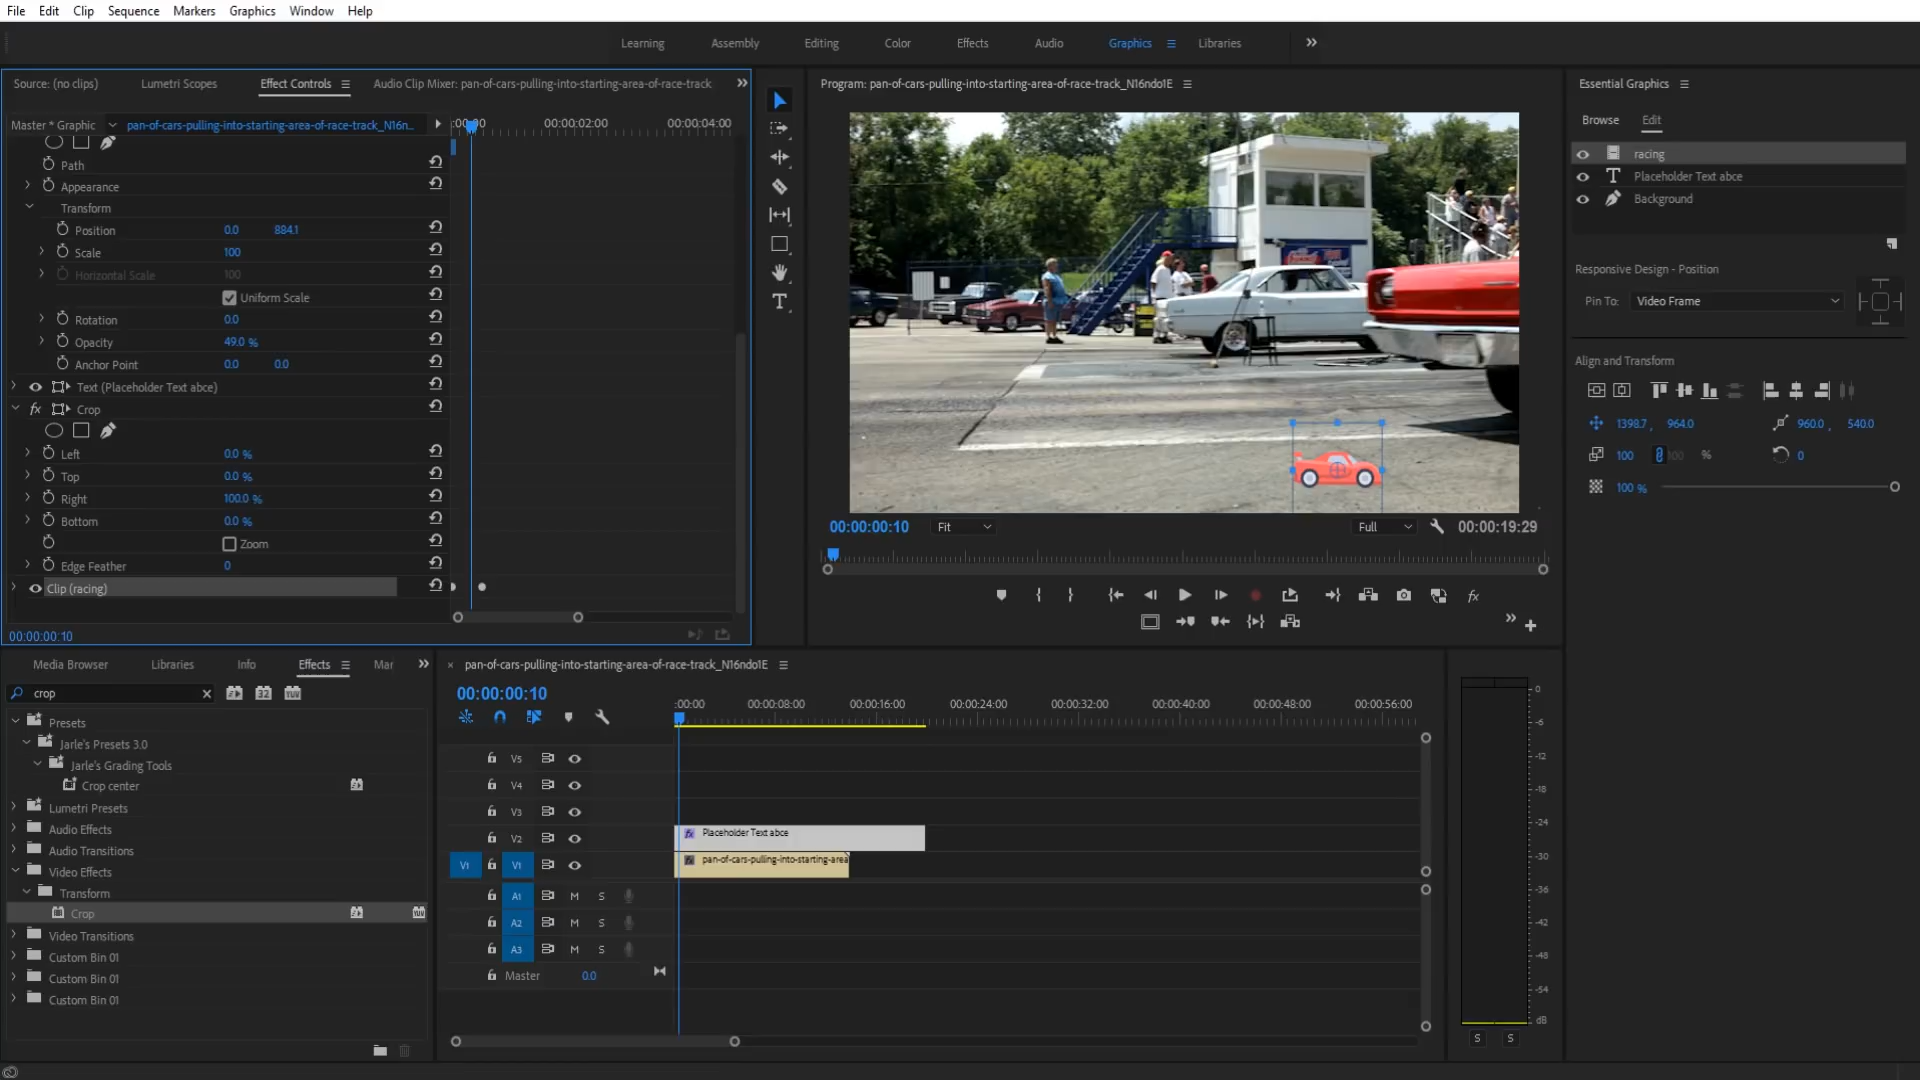 File Edit Clip Sequence Markers Graphics Window Help
Learning Assembly Editing Color Effects Audio Graphics Libraries
Source: (no clips) Lumetri Scopes Effect Controls Audio Clip Mixer: pan-of-cars-pulling-into-starting-area-of-race-track
Master * Graphic pan-of-cars-pulling-into-starting-area-of-race-track_N16n...
:00:00 00:00:02:00 00:00:04:00
Path
Appearance
Transform
Position 0.0 884.1
Scale 100
Horizontal Scale 100
Uniform Scale
Rotation 0.0
Opacity 49.0 %
Anchor Point 0.0 0.0
Text (Placeholder Text abce)
fx Crop
Left 0.0 %
Top 0.0 %
Right 100.0 %
Bottom 0.0 %
Zoom
Edge Feather 0
Clip (racing)
00:00:00:10
Program: pan-of-cars-pulling-into-starting-area-of-race-track_N16ndo1E
00:00:00:10 Fit Full 00:00:19:29
fx
Essential Graphics
Browse Edit
racing
Placeholder Text abce
Background
Responsive Design - Position
Pin To: Video Frame
Align and Transform
1398.7 , 964.0 960.0 , 540.0
100 100 % 0
100 %
Media Browser Libraries Info Effects Mar
crop
32 YUV
Presets
Jarle's Presets 3.0
Jarle's Grading Tools
Crop center
Lumetri Presets
Audio Effects
Audio Transitions
Video Effects
Transform
Crop YUV
Video Transitions
Custom Bin 01
Custom Bin 01
Custom Bin 01
× pan-of-cars-pulling-into-starting-area-of-race-track_N16ndo1E
00:00:00:10
:00:00 00:00:08:00 00:00:16:00 00:00:24:00 00:00:32:00 00:00:40:00 00:00:48:00 00:00:56:00
V5
V4
V3
V2 fx Placeholder Text abce
V1 V1 fx pan-of-cars-pulling-into-starting-area
A1 M S
A2 M S
A3 M S
Master 0.0
0
-6
-12
-18
-24
-30
-36
-42
-48
-54
dB
S S